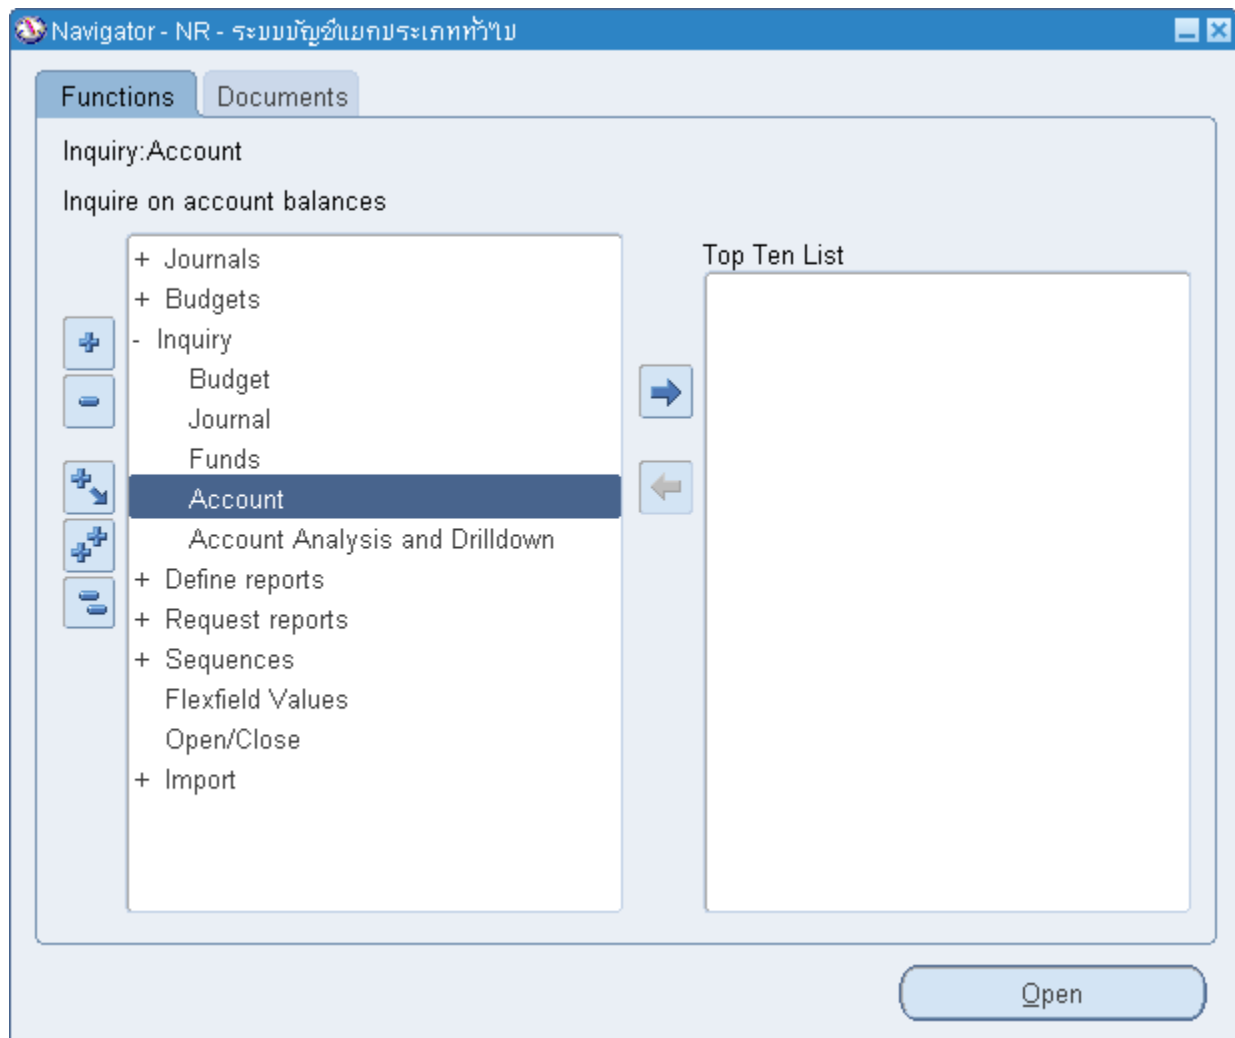 Navigator - NR - ระบบบัญชีแยกประเภททั่วไป
Functions
Documents
Inquiry:Account
Inquire on account balances
+ Journals
+ Budgets
- Inquiry
Budget
Journal
Funds
Account
Account Analysis and Drilldown
+ Define reports
+ Request reports
+ Sequences
Flexfield Values
Open/Close
+ Import
Top Ten List
Open